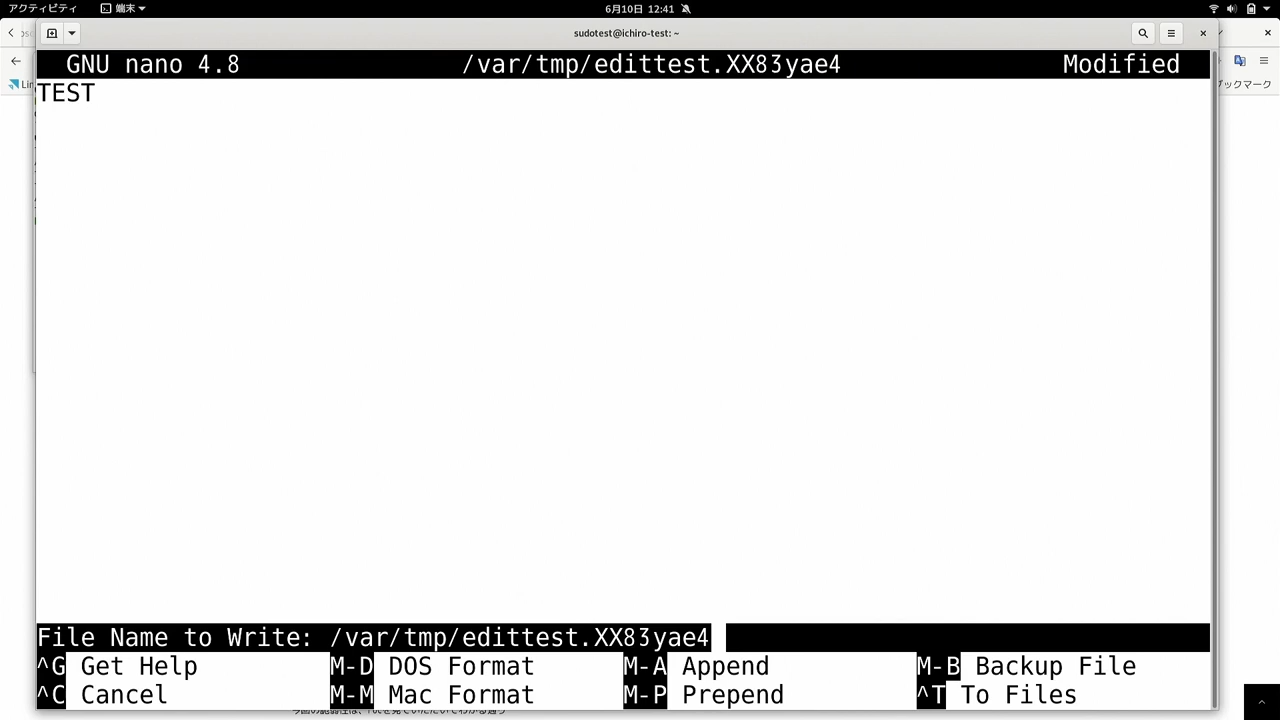 アクティビティ 端末 6月10日 12:41
sudotest@ichiro-test: ~
GNU nano 4.8 /var/tmp/edittest.XX83yae4 Modified
ブックマーク
TEST
File Name to Write: /var/tmp/edittest.XX83yae4
^G Get Help M-D DOS Format M-A Append M-B Backup File
^C Cancel M-M Mac Format M-P Prepend ^T To Files